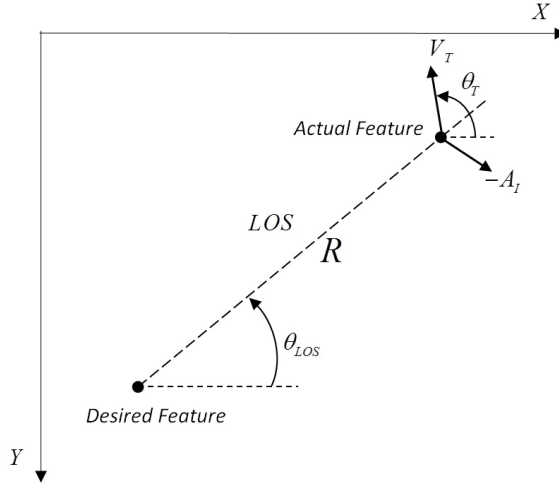 X
V_T
θ_T
Actual Feature
−A_I
LOS
R
θ_LOS
Desired Feature
Y